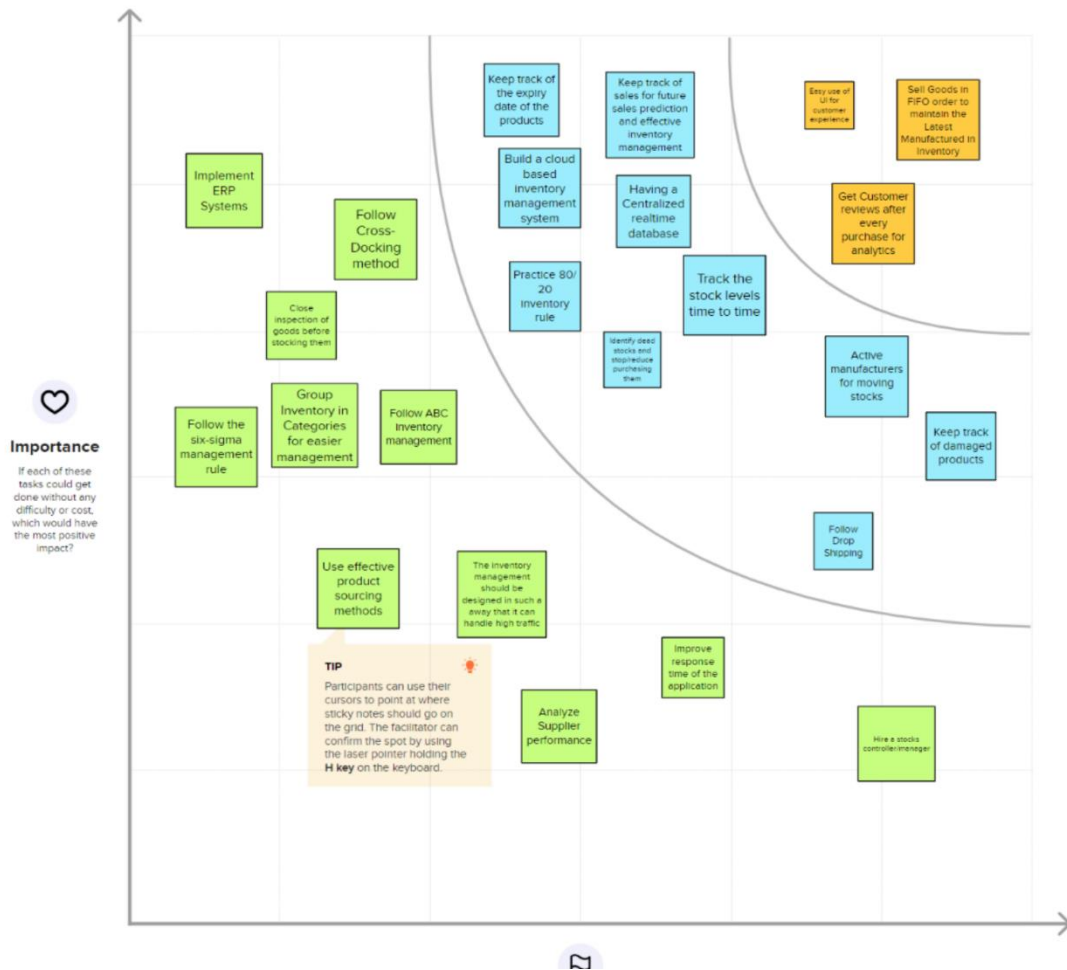 Keep track of
the expiry
date of the
products
Keep track of
sales for future
sales prediction
and effective
inventory
management
Easy use of
UI for
customer
experience
Sell Goods in
FIFO order to
maintain the
Latest
Manufactured in
Inventory
Implement
ERP
Systems
Build a cloud
based
inventory
management
system
Having a
Centralized
realtime
database
Get Customer
reviews after
every
purchase for
analytics
Follow
Cross-
Docking
method
Practice 80/
20
inventory
rule
Track the
stock levels
time to time
Close
inspection of
goods before
stocking them
Identify dead
stocks and
stop/reduce
purchesing
them
Active
manufacturers
for moving
stocks
Importance
If each of these
tasks could get
done without any
difficulty or cost,
which would have
the most positive
impact?
Follow the
six-sigma
management
rule
Group
Inventory in
Categories
for easier
management
Follow ABC
Inventory
management
Keep track
of damaged
products
Follow
Drop
Shipping
Use effective
product
sourcing
methods
The inventory
management
should be
designed in such a
away that it can
handle high traffic
Improve
response
time of the
application
TIP
Participants can use their
cursors to point at where
sticky notes should go on
the grid. The facilitator can
confirm the spot by using
the laser pointer holding the
H key on the keyboard.
Analyze
Supplier
performance
Hire a stocks
controller/manager